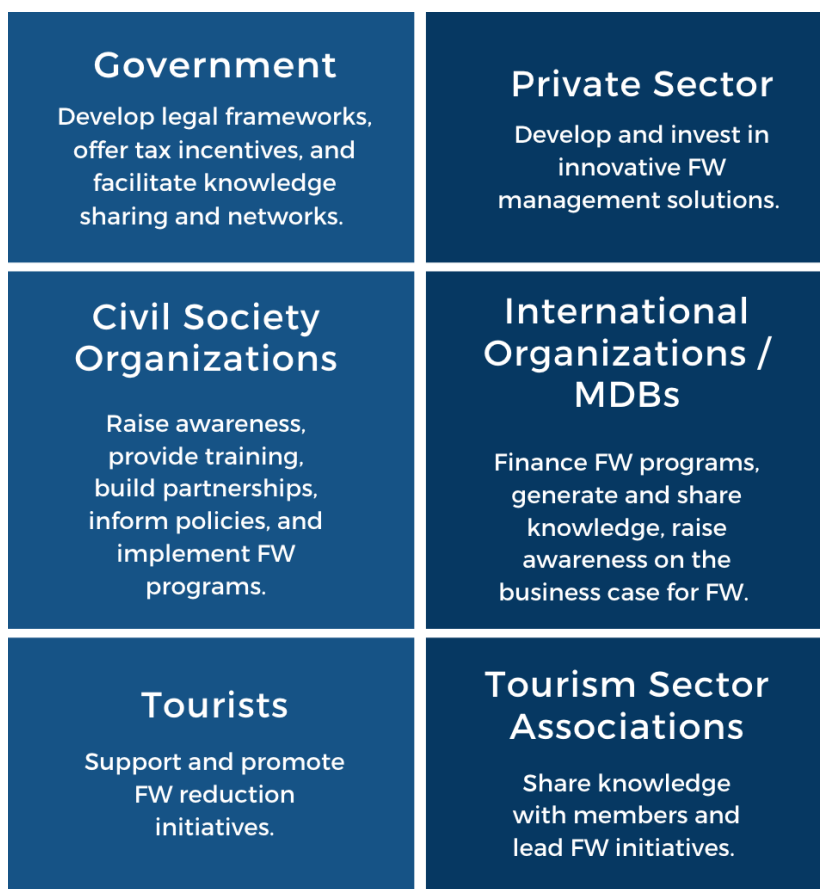 Government
Develop legal frameworks,
offer tax incentives, and
facilitate knowledge
sharing and networks.
Private Sector
Develop and invest in
innovative FW
management solutions.
Civil Society
Organizations
Raise awareness,
provide training,
build partnerships,
inform policies, and
implement FW
programs.
International
Organizations /
MDBs
Finance FW programs,
generate and share
knowledge, raise
awareness on the
business case for FW.
Tourists
Support and promote
FW reduction
initiatives.
Tourism Sector
Associations
Share knowledge
with members and
lead FW initiatives.